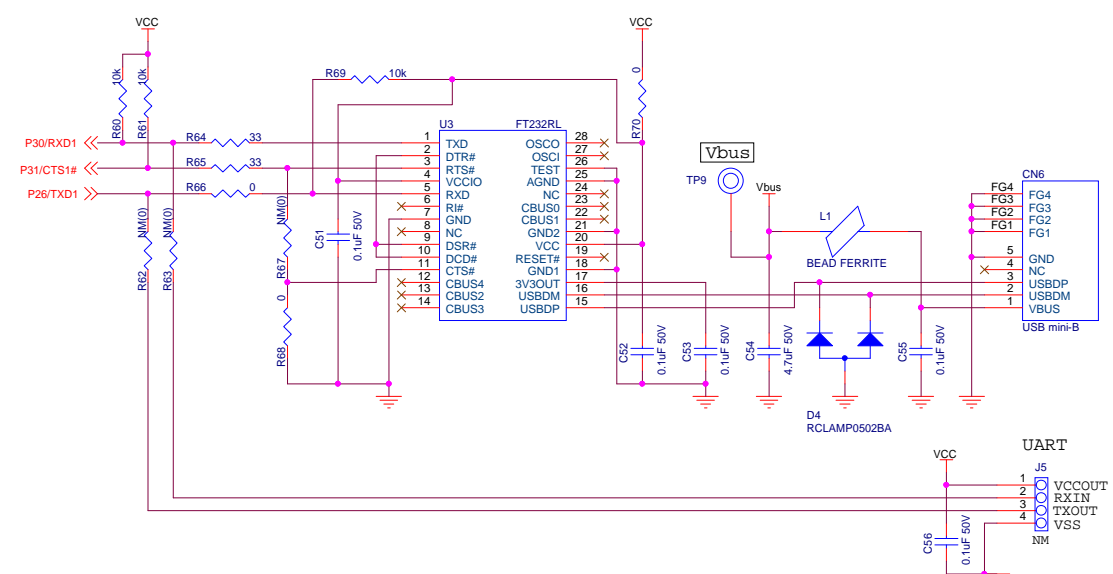 VCC
VCC
10k
10k
R60
R61
R69
10k
0
R70
P30/RXD1
R64
33
P31/CTS1#
R65
33
P26/TXD1
R66
0
U3
FT232RL
1
TXD
2
DTR#
3
RTS#
4
VCCIO
5
RXD
6
RI#
7
GND
8
NC
9
DSR#
10
DCD#
11
CTS#
12
CBUS4
13
CBUS2
14
CBUS3
28
OSCO
27
OSCI
26
TEST
25
AGND
24
NC
23
CBUS0
22
CBUS1
21
GND2
20
VCC
19
RESET#
18
GND1
17
3V3OUT
16
USBDM
15
USBDP
NM(0)
R62
NM(0)
R63
NM(0)
R67
0
R68
C51
0.1uF 50V
Vbus
TP9
Vbus
L1
BEAD FERRITE
C52
0.1uF 50V
C53
0.1uF 50V
C54
4.7uF 50V
C55
0.1uF 50V
D4
RCLAMP0502BA
CN6
FG4
FG4
FG3
FG3
FG2
FG2
FG1
FG1
5
GND
4
NC
3
USBDP
2
USBDM
1
VBUS
USB mini-B
UART
VCC
J5
1
VCCOUT
2
RXIN
3
TXOUT
4
VSS
NM
C56
0.1uF 50V